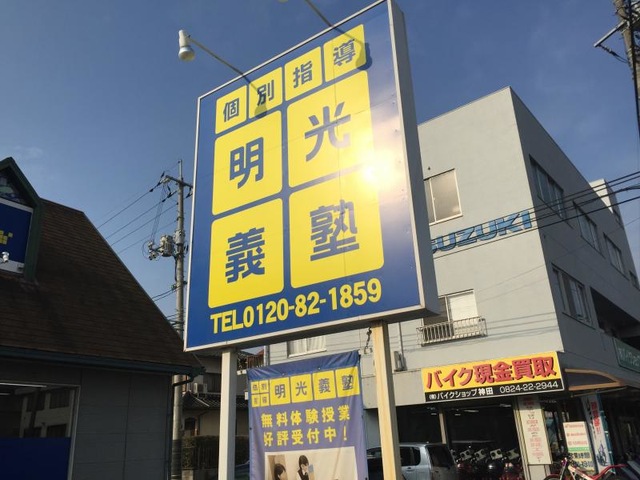 個別指導
明光
義塾
TEL0120-82-1859
SUZUKI
バイク現金買取
(有)バイクショップ神田 0824-22-2944
個別指導 明光義塾
無料体験授業
好評受付中!